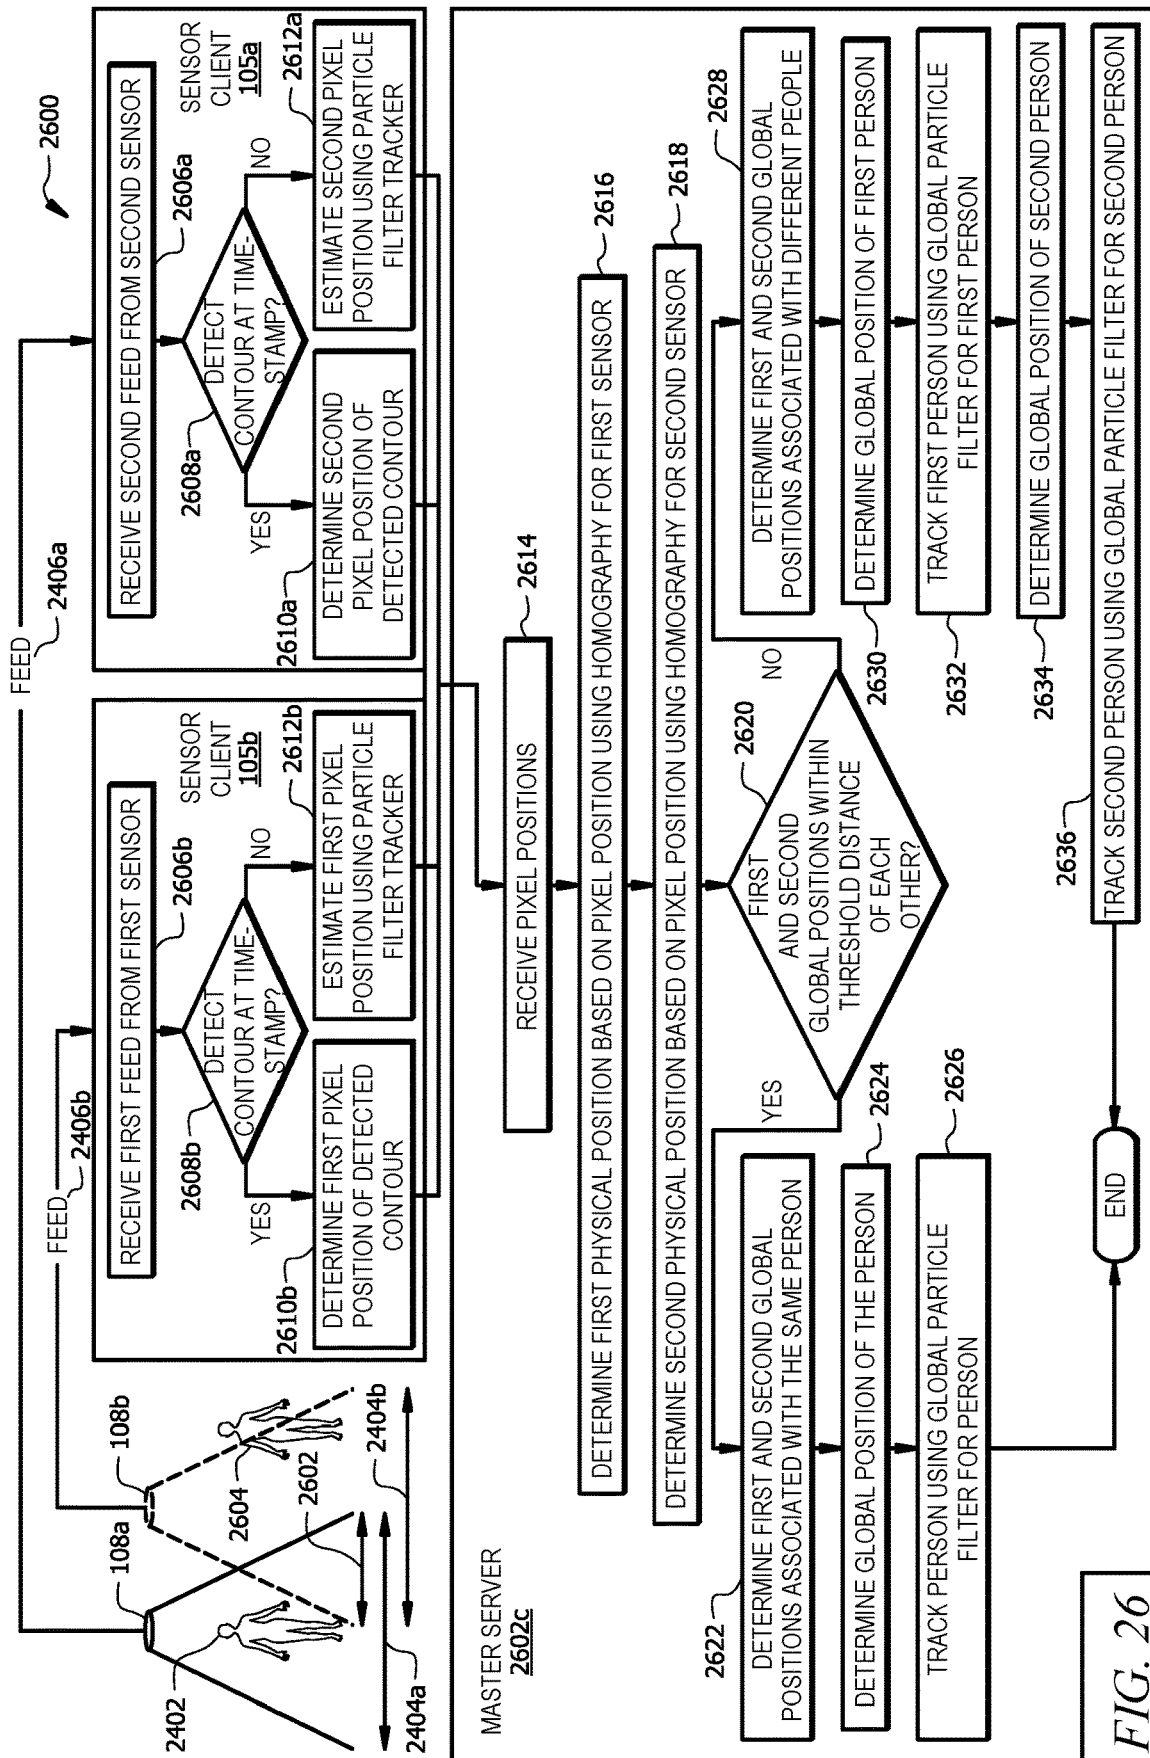 2600
FEED
2406a
FEED
2406b
108a
108b
2402
2604
2602
2404a
2404b
RECEIVE FIRST FEED FROM FIRST SENSOR
2606b
SENSOR
CLIENT
105b
2608b
DETECT
CONTOUR AT TIME-
STAMP?
YES
NO
2610b
DETERMINE FIRST PIXEL
POSITION OF DETECTED
CONTOUR
2612b
ESTIMATE FIRST PIXEL
POSITION USING PARTICLE
FILTER TRACKER
RECEIVE SECOND FEED FROM SECOND SENSOR
2606a
SENSOR
CLIENT
105a
2608a
DETECT
CONTOUR AT TIME-
STAMP?
YES
NO
2610a
DETERMINE SECOND
PIXEL POSITION OF
DETECTED CONTOUR
2612a
ESTIMATE SECOND PIXEL
POSITION USING PARTICLE
FILTER TRACKER
MASTER SERVER
2602c
RECEIVE PIXEL POSITIONS
2614
DETERMINE FIRST PHYSICAL POSITION BASED ON PIXEL POSITION USING HOMOGRAPHY FOR FIRST SENSOR
2616
DETERMINE SECOND PHYSICAL POSITION BASED ON PIXEL POSITION USING HOMOGRAPHY FOR SECOND SENSOR
2618
FIRST
AND SECOND
GLOBAL POSITIONS WITHIN
THRESHOLD DISTANCE
OF EACH
OTHER?
2620
YES
NO
2622
DETERMINE FIRST AND SECOND GLOBAL
POSITIONS ASSOCIATED WITH THE SAME PERSON
DETERMINE GLOBAL POSITION OF THE PERSON
2624
TRACK PERSON USING GLOBAL PARTICLE
FILTER FOR PERSON
2626
DETERMINE FIRST AND SECOND GLOBAL
POSITIONS ASSOCIATED WITH DIFFERENT PEOPLE
2628
DETERMINE GLOBAL POSITION OF FIRST PERSON
2630
TRACK FIRST PERSON USING GLOBAL PARTICLE
FILTER FOR FIRST PERSON
2632
DETERMINE GLOBAL POSITION OF SECOND PERSON
2634
TRACK SECOND PERSON USING GLOBAL PARTICLE FILTER FOR SECOND PERSON
2636
END
FIG. 26